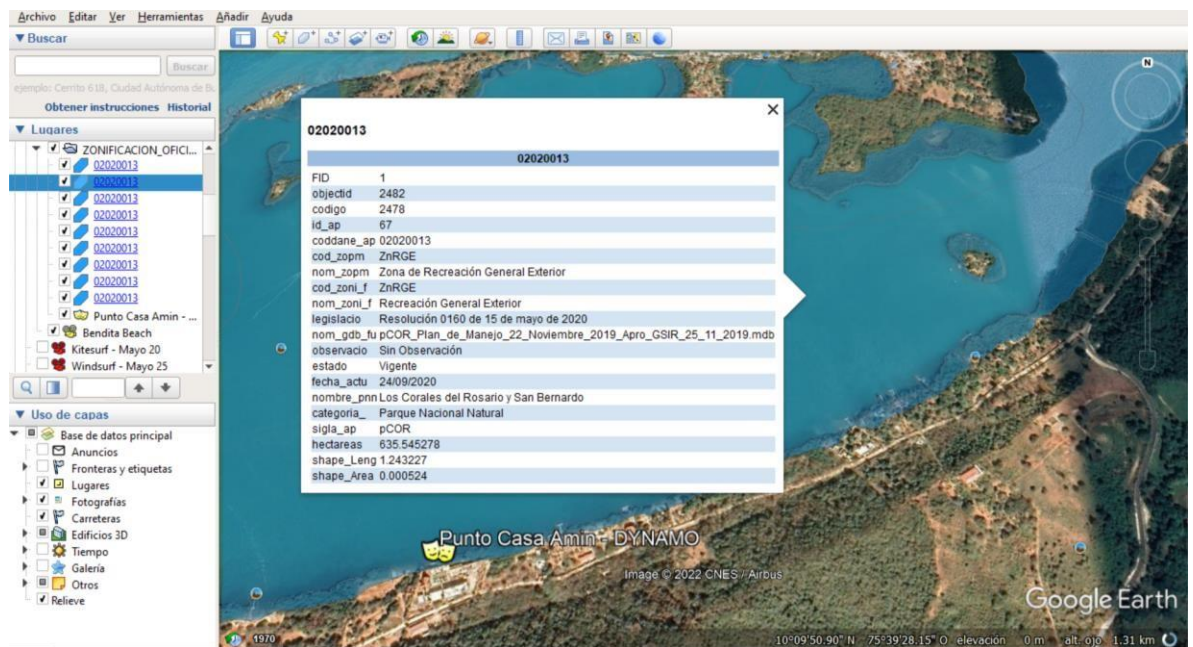 Archivo Editar Ver Herramientas Añadir Ayuda
Buscar
Buscar
ejemplo: Cerrito 618, Ciudad Autónoma de
Obtener instrucciones Historial
Lugares
ZONIFICACION_OFICI...
02020013
02020013
02020013
02020013
02020013
02020013
02020013
02020013
02020013
Punto Casa Amin - ...
Bendita Beach
Kitesurf - Mayo 20
Windsurf - Mayo 25
Uso de capas
Base de datos principal
Anuncios
Fronteras y etiquetas
Lugares
Fotografías
Carreteras
Edificios 3D
Tiempo
Galería
Otros
Relieve
N
02020013
02020013
FID 1
objectid 2482
codigo 2478
id_ap 67
coddane_ap 02020013
cod_zopm ZnRGE
nom_zopm Zona de Recreación General Exterior
cod_zoni_f ZnRGE
nom_zoni_f Recreación General Exterior
legislacio Resolución 0160 de 15 de mayo de 2020
nom_gdb_fu pCOR_Plan_de_Manejo_22_Noviembre_2019_Apro_GSIR_25_11_2019.mdb
observacio Sin Observación
estado Vigente
fecha_actu 24/09/2020
nombre_pnn Los Corales del Rosario y San Bernardo
categoria_ Parque Nacional Natural
sigla_ap pCOR
hectareas 635.545278
shape_Leng 1.243227
shape_Area 0.000524
Punto Casa Amin - DYNAMO
Image © 2022 CNES / Airbus
Google Earth
1970
10°09'50.90" N 75°39'28.15" O elevación 0 m alt. ojo 1.31 km